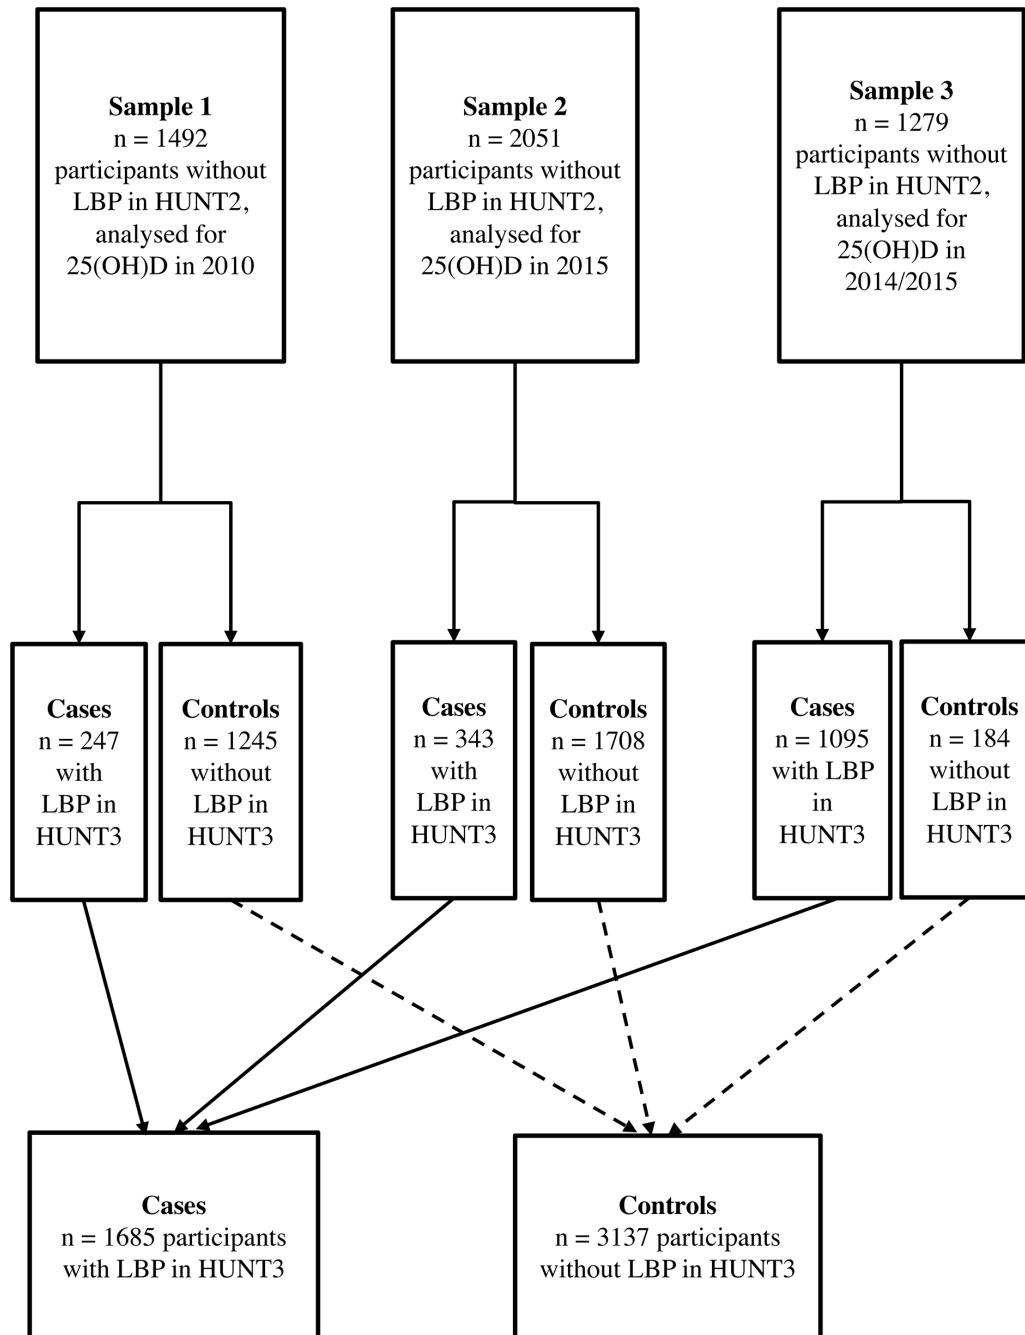 Sample 1
n = 1492
participants without
LBP in HUNT2,
analysed for
25(OH)D in 2010
Sample 2
n = 2051
participants without
LBP in HUNT2,
analysed for
25(OH)D in 2015
Sample 3
n = 1279
participants without
LBP in HUNT2,
analysed for
25(OH)D in
2014/2015
Cases
n = 247
with
LBP in
HUNT3
Controls
n = 1245
without
LBP in
HUNT3
Cases
n = 343
with
LBP in
HUNT3
Controls
n = 1708
without
LBP in
HUNT3
Cases
n = 1095
with LBP
in
HUNT3
Controls
n = 184
without
LBP in
HUNT3
Cases
n = 1685 participants
with LBP in HUNT3
Controls
n = 3137 participants
without LBP in HUNT3